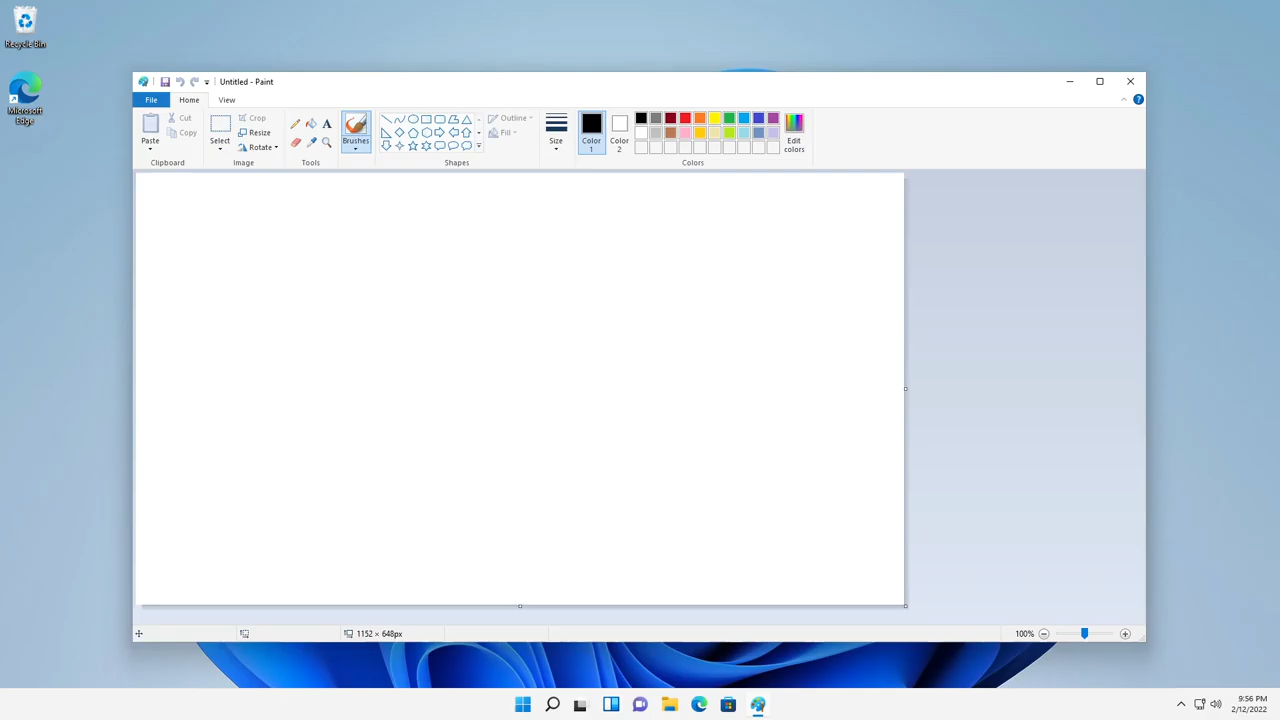 Recycle Bin
Microsoft
Edge
Untitled - Paint
File
Home
View
Paste
Cut
Copy
Clipboard
Select
Crop
Resize
Rotate
Image
A
Tools
Brushes
Outline
Fill
Shapes
Size
Color
1
Color
2
Edit
colors
Colors
1152 × 648px
100%
9:56 PM
2/12/2022